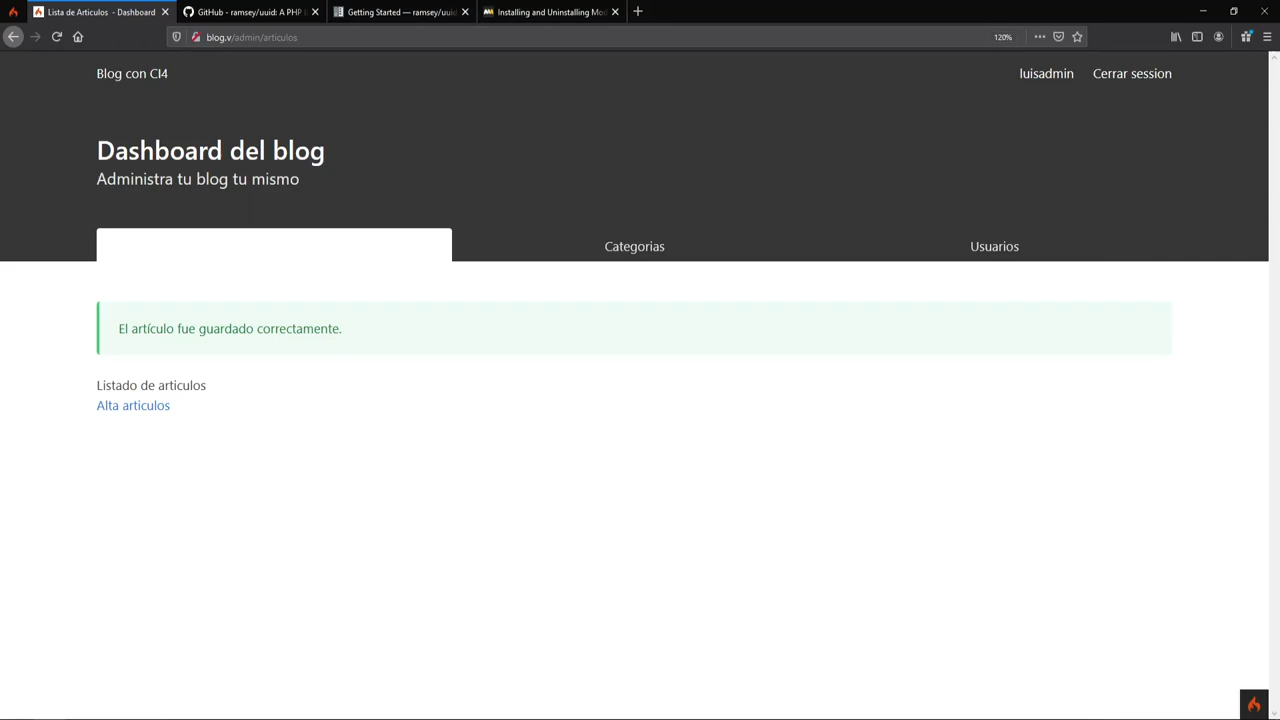 Lista de Articulos - Dashboard
GitHub - ramsey/uuid: A PHP l
Getting Started — ramsey/uuid
Installing and Uninstalling Mod
blog.v/admin/articulos
120%
Blog con CI4
luisadmin
Cerrar session
Dashboard del blog
Administra tu blog tu mismo
Categorias
Usuarios
El artículo fue guardado correctamente.
Listado de articulos
Alta articulos